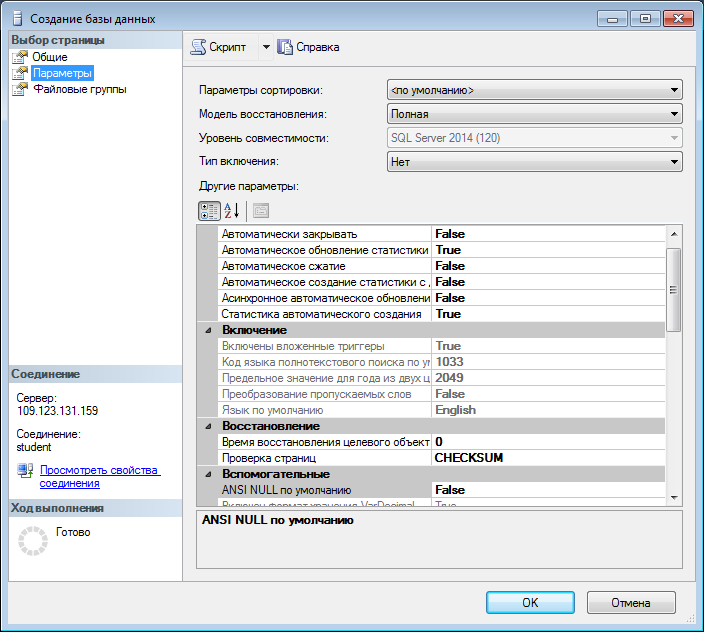 Создание базы данных
Выбор страницы
Общие
Параметры
Файловые группы
Скрипт
Справка
Параметры сортировки: <по умолчанию>
Модель восстановления: Полная
Уровень совместимости: SQL Server 2014 (120)
Тип включения: Нет
Другие параметры:
Автоматически закрывать False
Автоматическое обновление статистики True
Автоматическое сжатие False
Автоматическое создание статистики с False
Асинхронное автоматическое обновлени False
Статистика автоматического создания True
Включение
Включены вложенные триггеры True
Код языка полнотекстового поиска по ум 1033
Предельное значение для года из двух ц 2049
Преобразование пропускаемых слов False
Язык по умолчанию English
Восстановление
Время восстановления целевого объект 0
Проверка страниц CHECKSUM
Вспомогательные
ANSI NULL по умолчанию False
Включен формат хранения VarDecimal True
ANSI NULL по умолчанию
Соединение
Сервер:
109.123.131.159
Соединение:
student
Просмотреть свойства
соединения
Ход выполнения
Готово
OK
Отмена